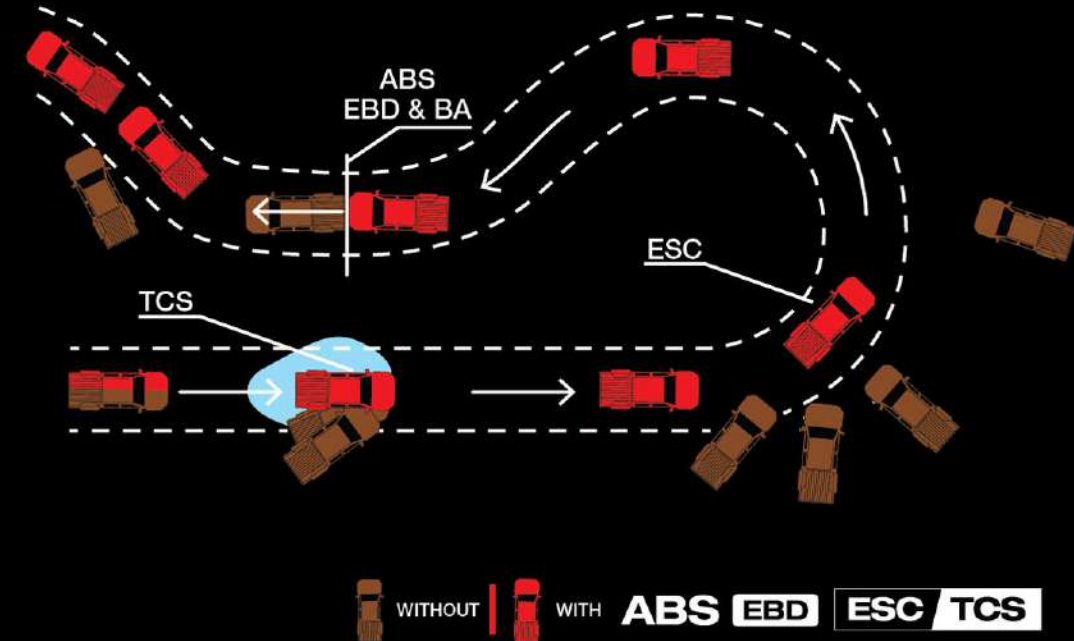 ABS
EBD & BA
ESC
TCS
WITHOUT WITH ABS EBD ESC TCS